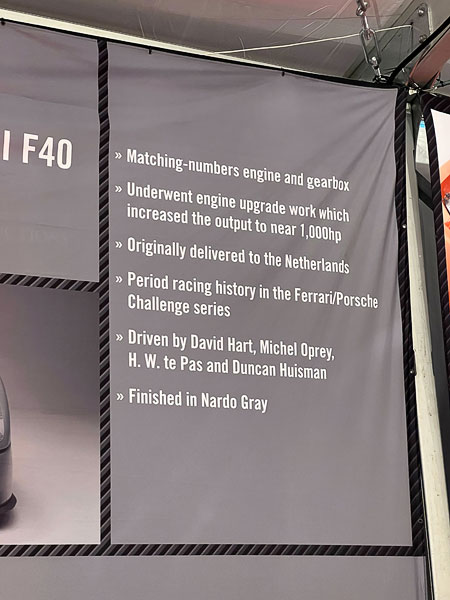 F40
» Matching-numbers engine and gearbox
» Underwent engine upgrade work which
increased the output to near 1,000hp
» Originally delivered to the Netherlands
» Period racing history in the Ferrari/Porsche
Challenge series
» Driven by David Hart, Michel Oprey,
H. W. te Pas and Duncan Huisman
» Finished in Nardo Gray